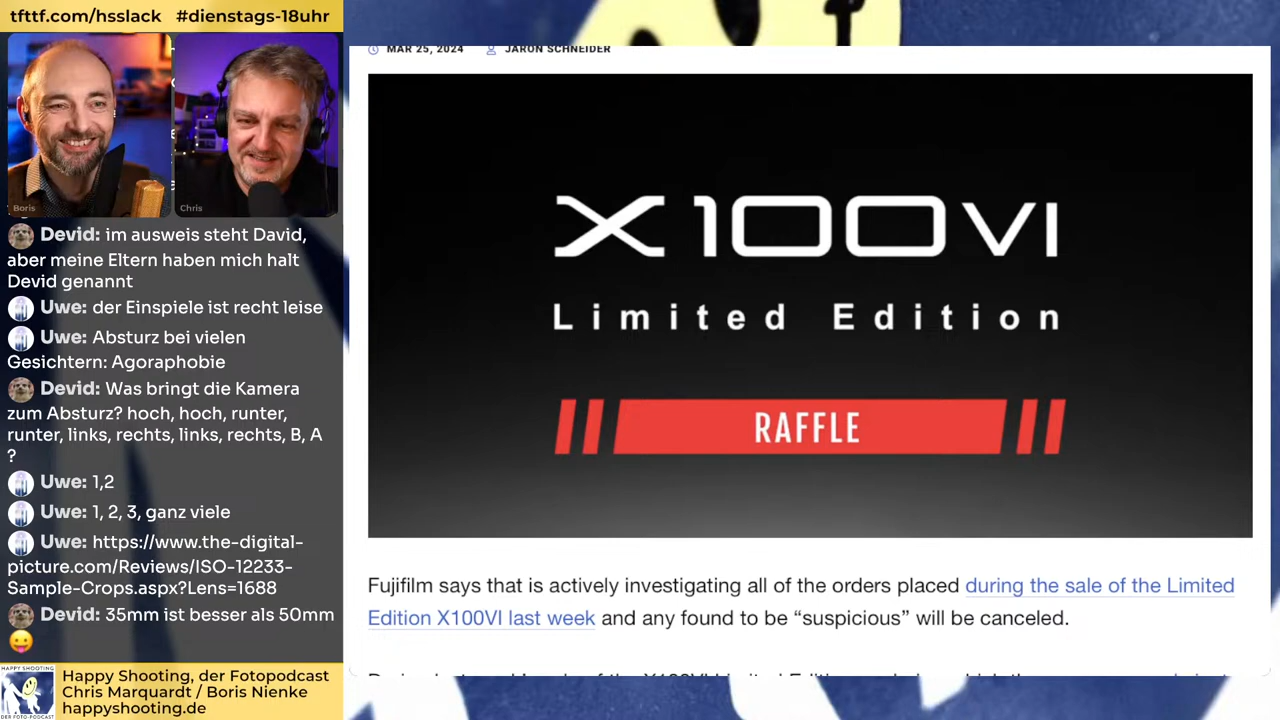 tfttf.com/hsslack #dienstags-18uhr
Boris
Chris
Devid: im ausweis steht David,
aber meine Eltern haben mich halt
Devid genannt
Uwe: der Einspiele ist recht leise
Uwe: Absturz bei vielen
Gesichtern: Agoraphobie
Devid: Was bringt die Kamera
zum Absturz? hoch, hoch, runter,
runter, links, rechts, links, rechts, B, A
?
Uwe: 1,2
Uwe: 1, 2, 3, ganz viele
Uwe: https://www.the-digital-
picture.com/Reviews/ISO-12233-
Sample-Crops.aspx?Lens=1688
Devid: 35mm ist besser als 50mm
😛
HAPPY SHOOTING
DER FOTO-PODCAST
Happy Shooting, der Fotopodcast
Chris Marquardt / Boris Nienke
happyshooting.de
MAR 25, 2024 JARON SCHNEIDER
X100VI
Limited Edition
RAFFLE
Fujifilm says that is actively investigating all of the orders placed during the sale of the Limited
Edition X100VI last week and any found to be “suspicious” will be canceled.